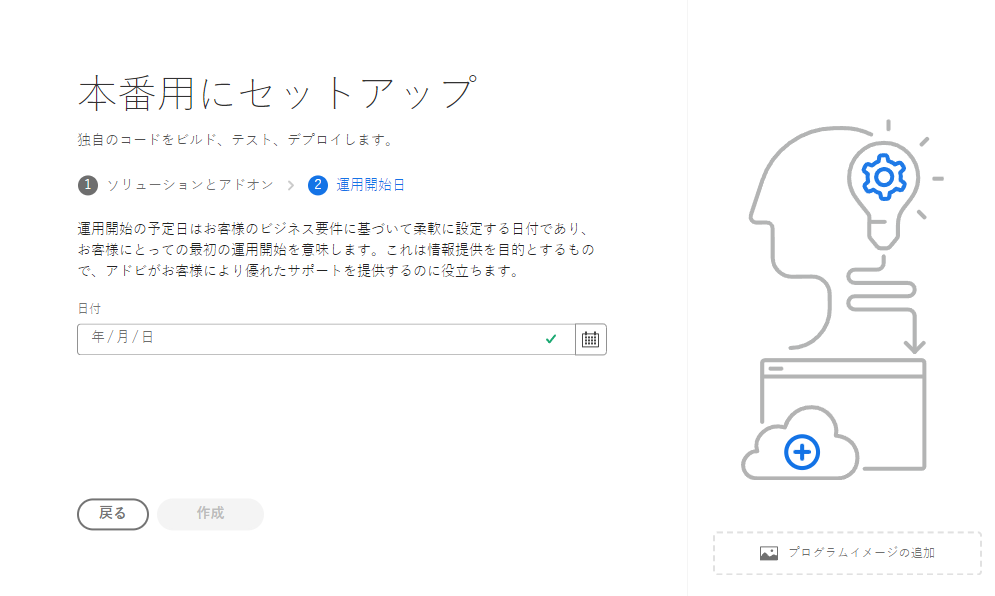 本番用にセットアップ
独自のコードをビルド、テスト、デプロイします。
1 ソリューションとアドオン > 2 運用開始日
運用開始の予定日はお客様のビジネス要件に基づいて柔軟に設定する日付であり、
お客様にとっての最初の運用開始を意味します。これは情報提供を目的とするもの
で、アドビがお客様により優れたサポートを提供するのに役立ちます。
日付
年 / 月 / 日
戻る 作成
プログラムイメージの追加